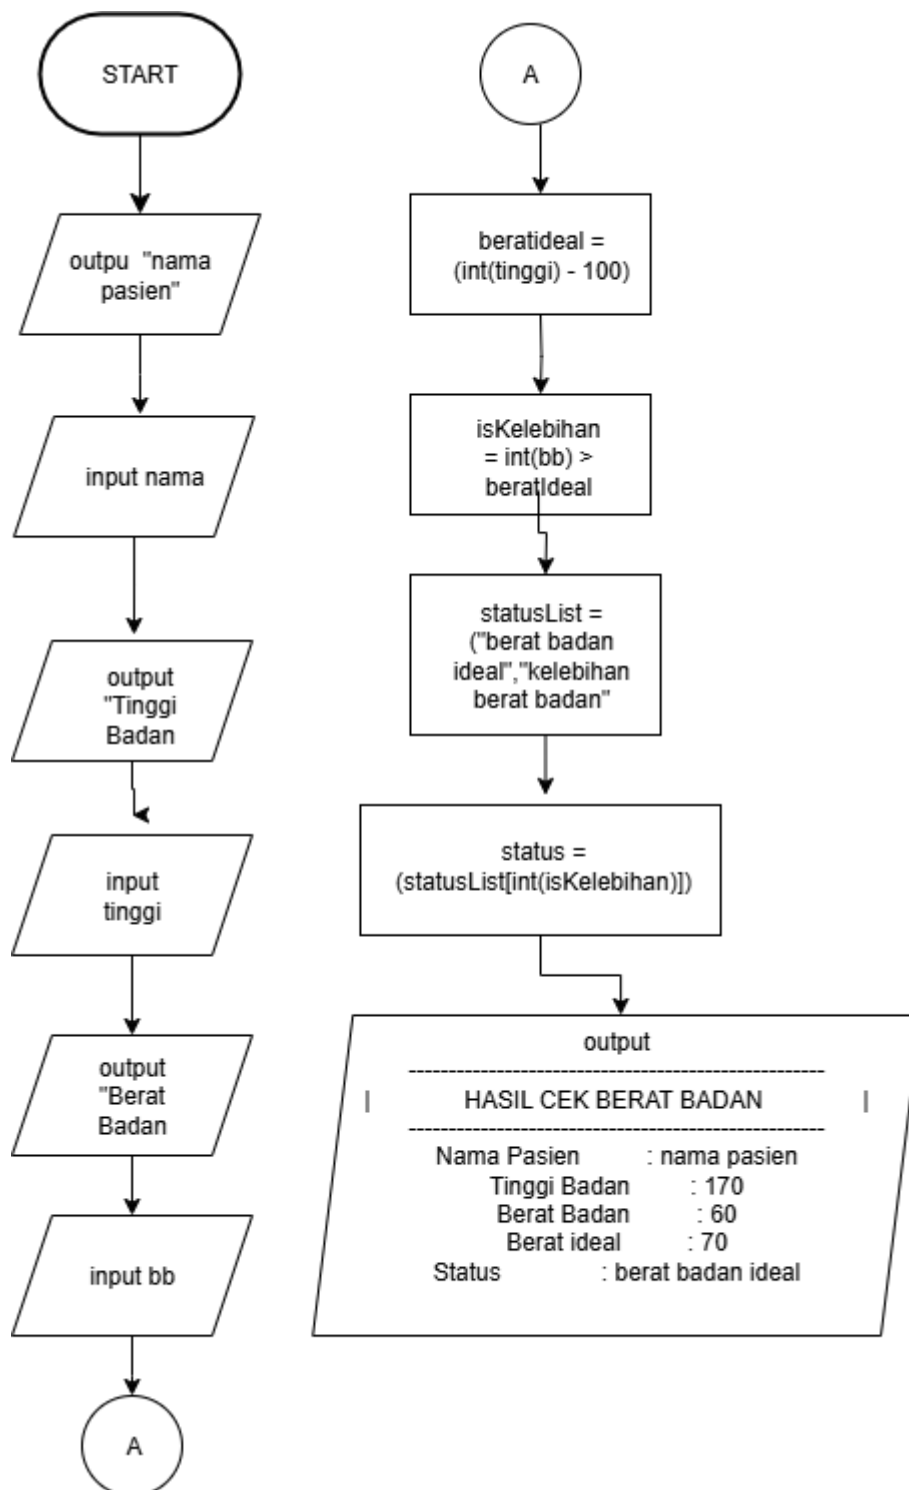 START
outpu "nama
pasien"
input nama
output
"Tinggi
Badan
input
tinggi
output
"Berat
Badan
input bb
A
A
beratideal =
(int(tinggi) - 100)
isKelebihan
= int(bb) >
beratIdeal
statusList =
("berat badan
ideal","kelebihan
berat badan"
status =
(statusList[int(isKelebihan)])
output
----------------------------------------------------
| HASIL CEK BERAT BADAN |
----------------------------------------------------
Nama Pasien : nama pasien
Tinggi Badan : 170
Berat Badan : 60
Berat ideal : 70
Status : berat badan ideal